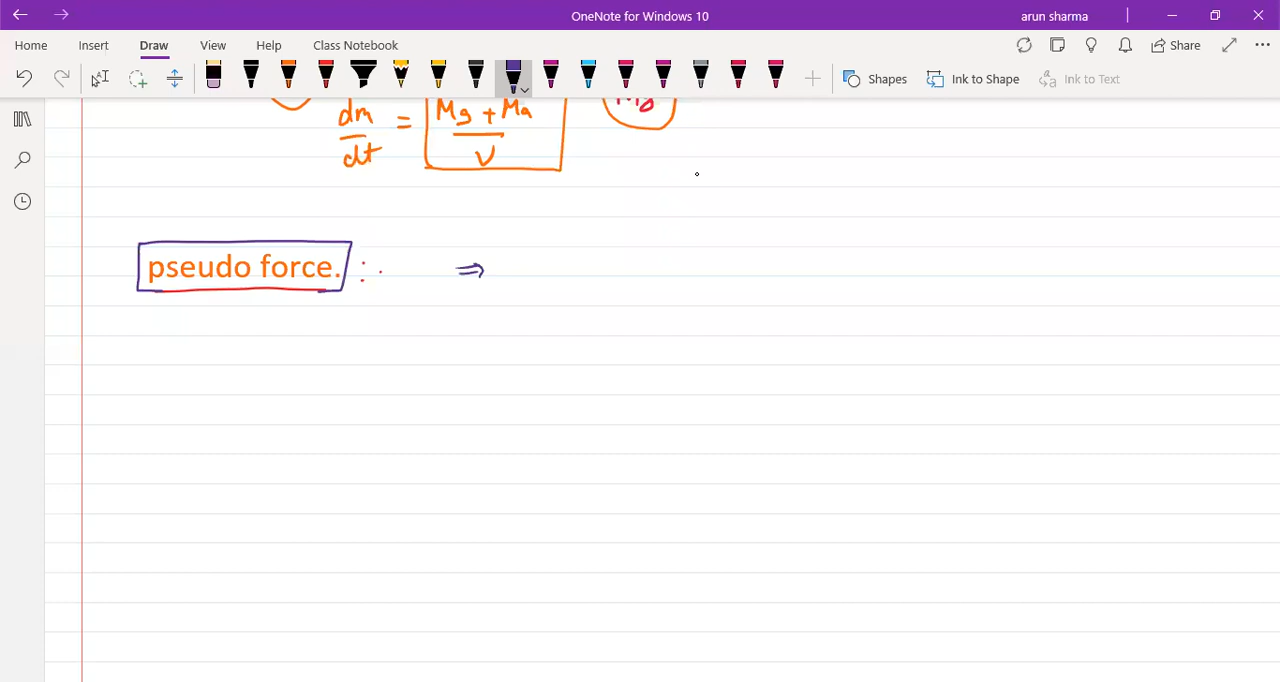 OneNote for Windows 10
arun sharma
Home Insert Draw View Help Class Notebook
Share
Shapes Ink to Shape Ink to Text
dm/dt = Mg + Ma/v
Mg
pseudo force. : . ⇒